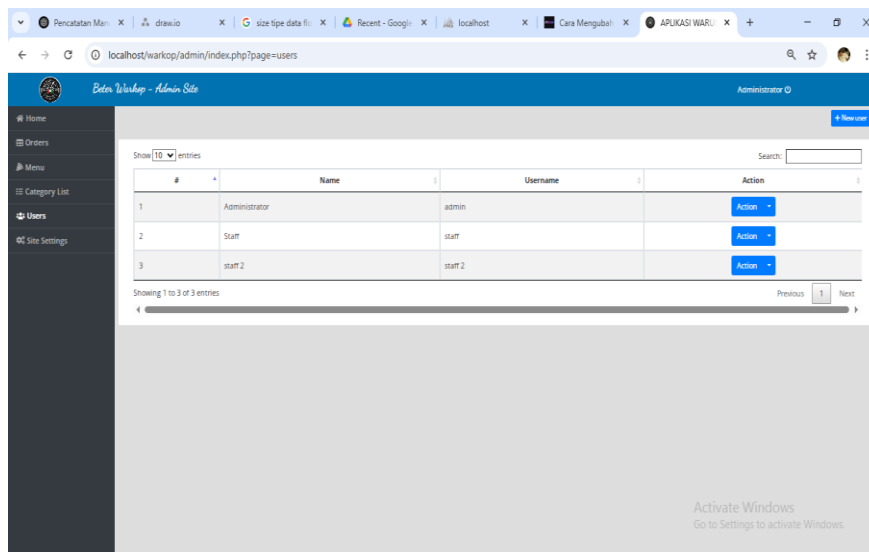 Pencatatan Man
draw.io
size tipe data flo
Recent - Google
localhost
Cara Mengubah
APLIKASI WARU
localhost/warkop/admin/index.php?page=users
Beter Warkop - Admin Site
Administrator
Home
Orders
Menu
Category List
Users
Site Settings
+ New user
Show 10 entries
Search:
# Name Username Action
1 Administrator admin Action
2 Staff staff Action
3 staff 2 staff 2 Action
Showing 1 to 3 of 3 entries
Previous 1 Next
Activate Windows
Go to Settings to activate Windows.